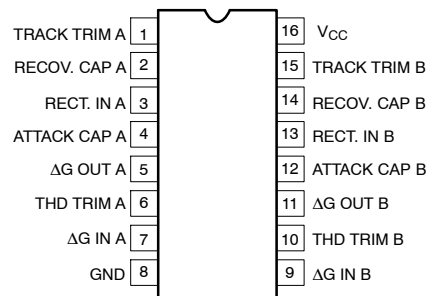 TRACK TRIM A 1
RECOV. CAP A 2
RECT. IN A 3
ATTACK CAP A 4
ΔG OUT A 5
THD TRIM A 6
ΔG IN A 7
GND 8
16 VCC
15 TRACK TRIM B
14 RECOV. CAP B
13 RECT. IN B
12 ATTACK CAP B
11 ΔG OUT B
10 THD TRIM B
9 ΔG IN B